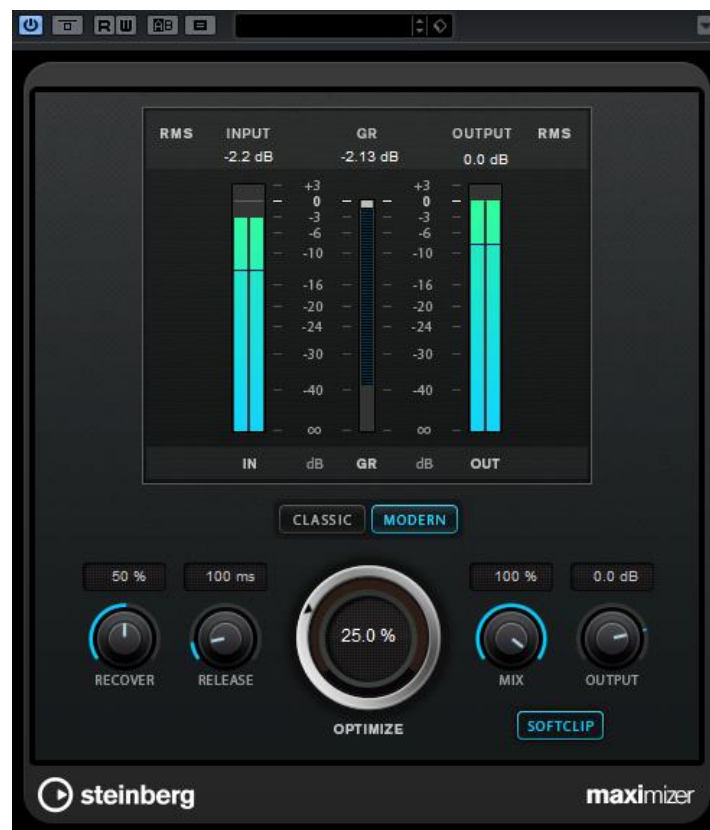 R W AB
RMS INPUT GR OUTPUT RMS
-2.2 dB -2.13 dB 0.0 dB
+3 +3
0 0
-3 -3
-6 -6
-10 -10
-16 -16
-20 -20
-24 -24
-30 -30
-40 -40
∞ ∞
IN dB GR dB OUT
CLASSIC MODERN
50 % 100 ms 100 % 0.0 dB
25.0 %
RECOVER RELEASE MIX OUTPUT
OPTIMIZE SOFTCLIP
steinberg maximizer